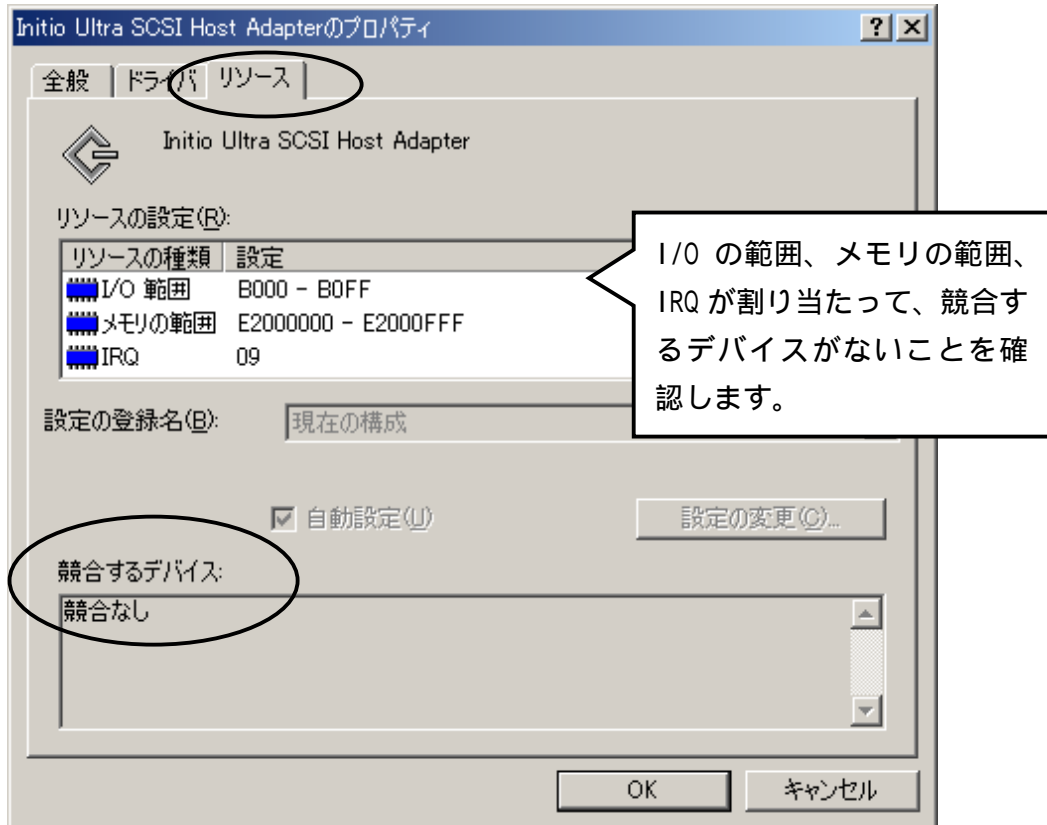 Initio Ultra SCSI Host Adapterのプロパティ
全般 ドライバ リソース
Initio Ultra SCSI Host Adapter
リソースの設定(R):
リソースの種類 設定
I/O 範囲 B000 - B0FF
メモリの範囲 E2000000 - E2000FFF
IRQ 09
I/O の範囲、メモリの範囲、
IRQ が割り当たって、競合す
るデバイスがないことを確
認します。
設定の登録名(B): 現在の構成
自動設定(U) 設定の変更(C)...
競合するデバイス:
競合なし
OK キャンセル